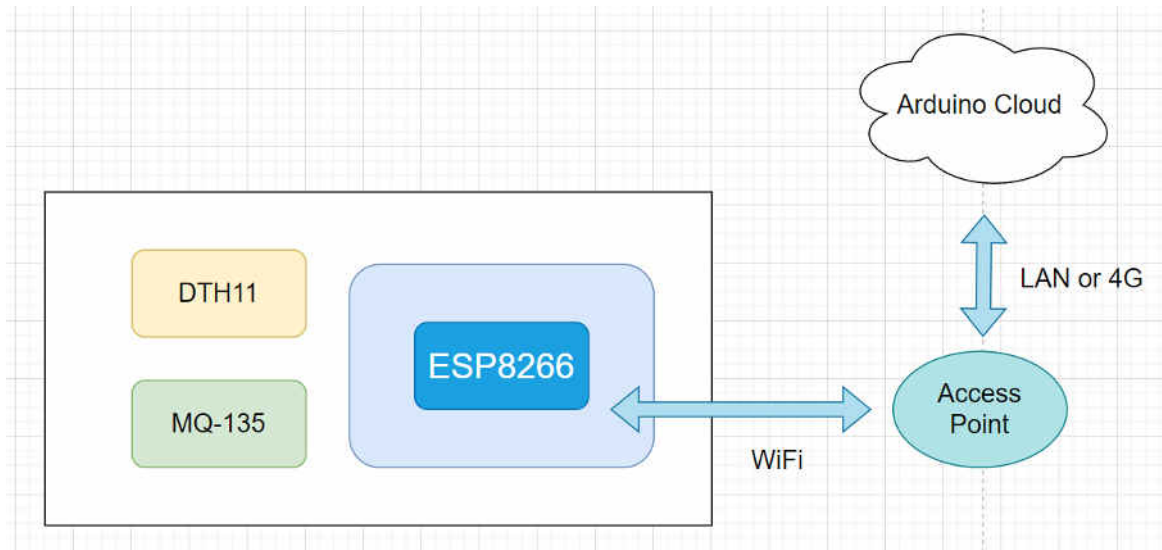 Arduino Cloud
LAN or 4G
DTH11
ESP8266
MQ-135
Access
Point
WiFi